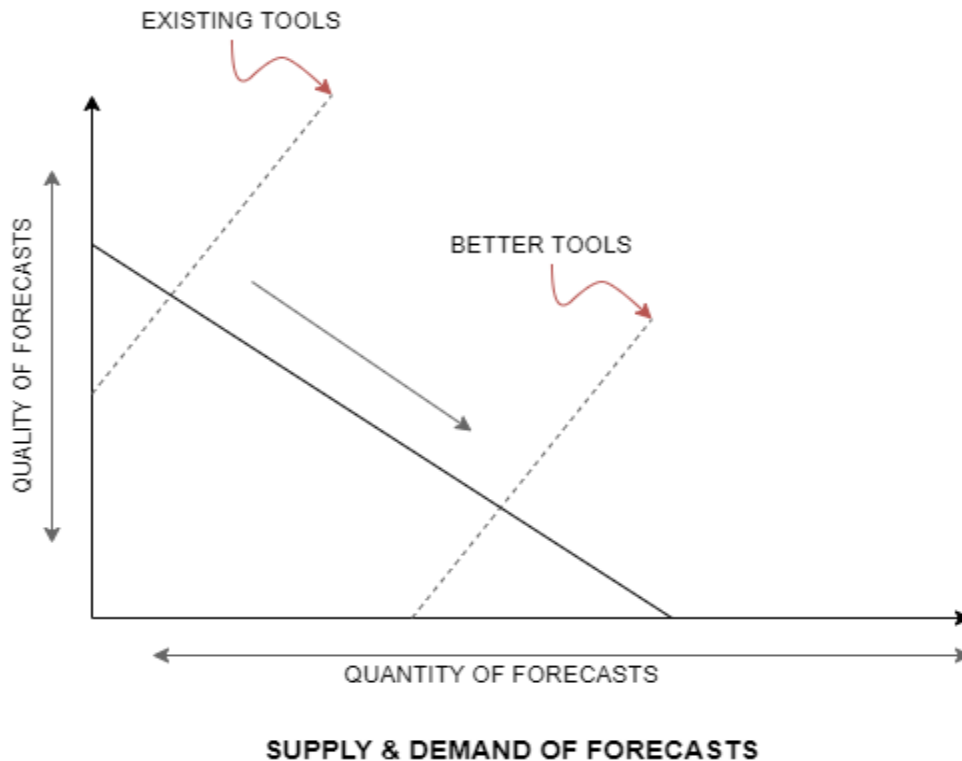 EXISTING TOOLS
BETTER TOOLS
QUALITY OF FORECASTS
QUANTITY OF FORECASTS
SUPPLY & DEMAND OF FORECASTS